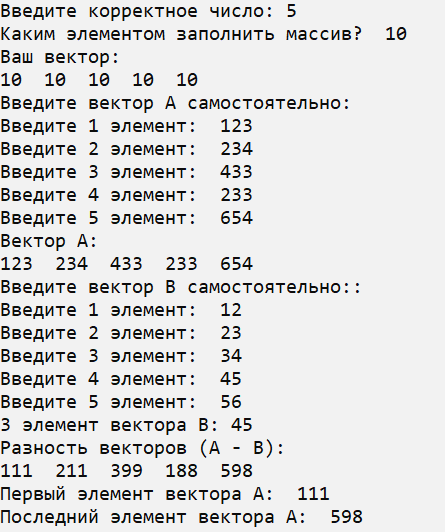 Введите корректное число: 5
Каким элементом заполнить массив?  10
Ваш вектор:
10  10  10  10  10
Введите вектор А самостоятельно:
Введите 1 элемент:  123
Введите 2 элемент:  234
Введите 3 элемент:  433
Введите 4 элемент:  233
Введите 5 элемент:  654
Вектор А:
123  234  433  233  654
Введите вектор В самостоятельно::
Введите 1 элемент:  12
Введите 2 элемент:  23
Введите 3 элемент:  34
Введите 4 элемент:  45
Введите 5 элемент:  56
3 элемент вектора В: 45
Разность векторов (А - В):
111  211  399  188  598
Первый элемент вектора А:  111
Последний элемент вектора А:  598